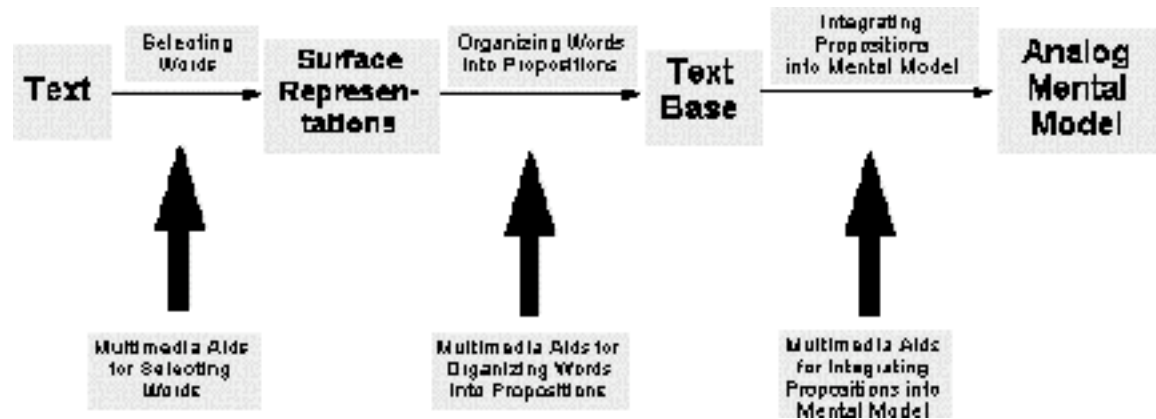 Text
Selecting
Words
Surface
Represen-
tations
Organizing Words
Into Propositions
Text
Base
Integrating
Propositions
into Mental Model
Analog
Mental
Model
Multimedia Aids
for Selecting
Words
Multimedia Aids for
Organizing Words
Into Propositions
Multimedia Aids
for Integrating
Propositions into
Mental Model